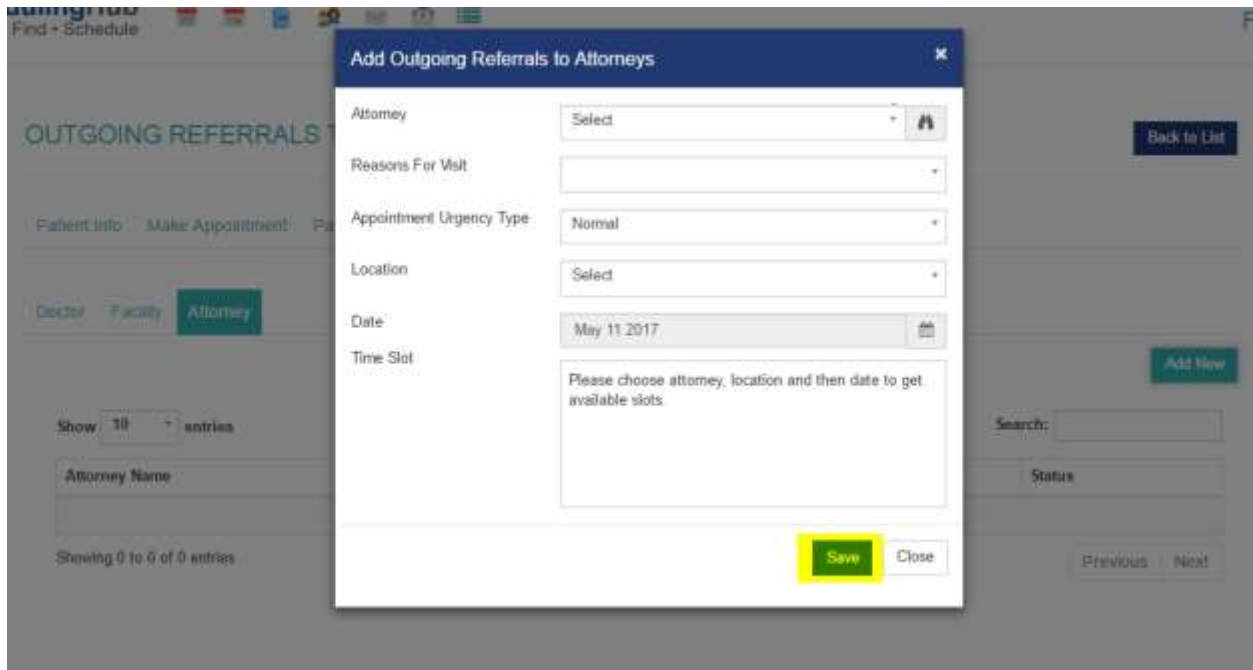 Find • Schedule
Add Outgoing Referrals to Attorneys
×
OUTGOING REFERRALS
Back to List
Attorney
Select
Reasons For Visit
Patient Info Make Appointment
Appointment Urgency Type
Normal
Location
Select
Doctor Facility Attorney
Date
May 11 2017
Time Slot
Please choose attorney, location and then date to get
available slots.
Add New
Show 10 entries
Search:
Attorney Name
Status
Showing 0 to 0 of 0 entries
Save
Close
Previous Next